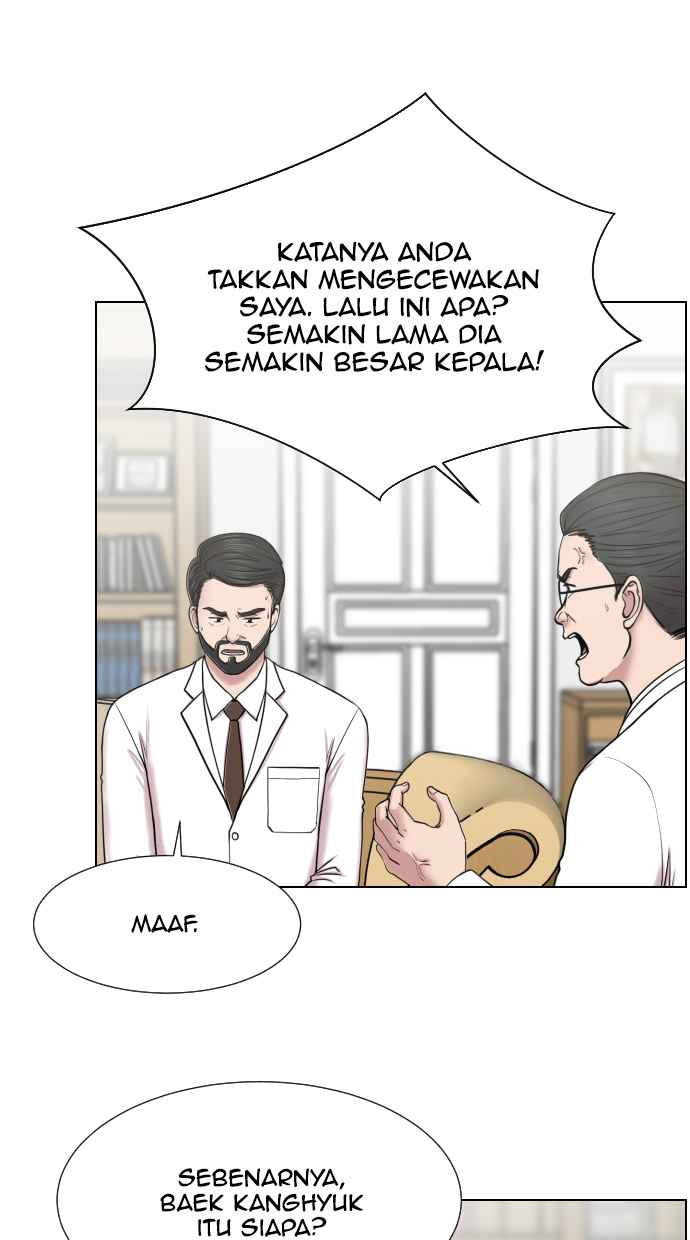 KATANYA ANDA
TAKKAN MENGECEWAKAN
SAYA. LALU INI APA?
SEMAKIN LAMA DIA
SEMAKIN BESAR KEPALA!
MAAF.
SEBENARNYA,
BAEK KANGHYUK
ITU SIAPA?